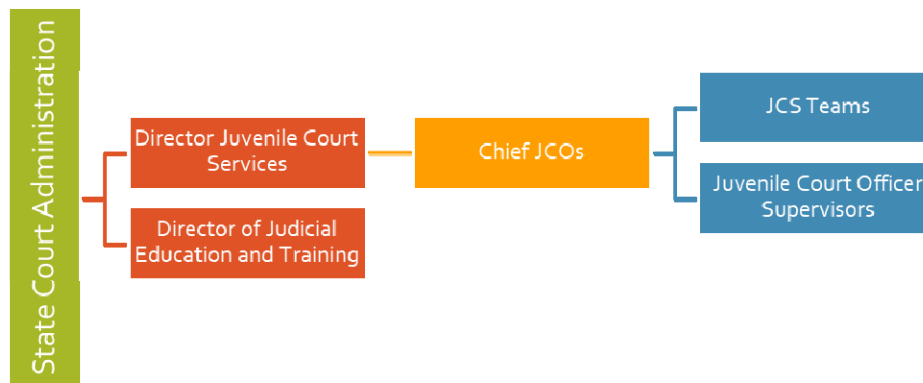 State Court Administration
Director Juvenile Court
Services
Director of Judicial
Education and Training
Chief JCOs
JCS Teams
Juvenile Court Officer
Supervisors